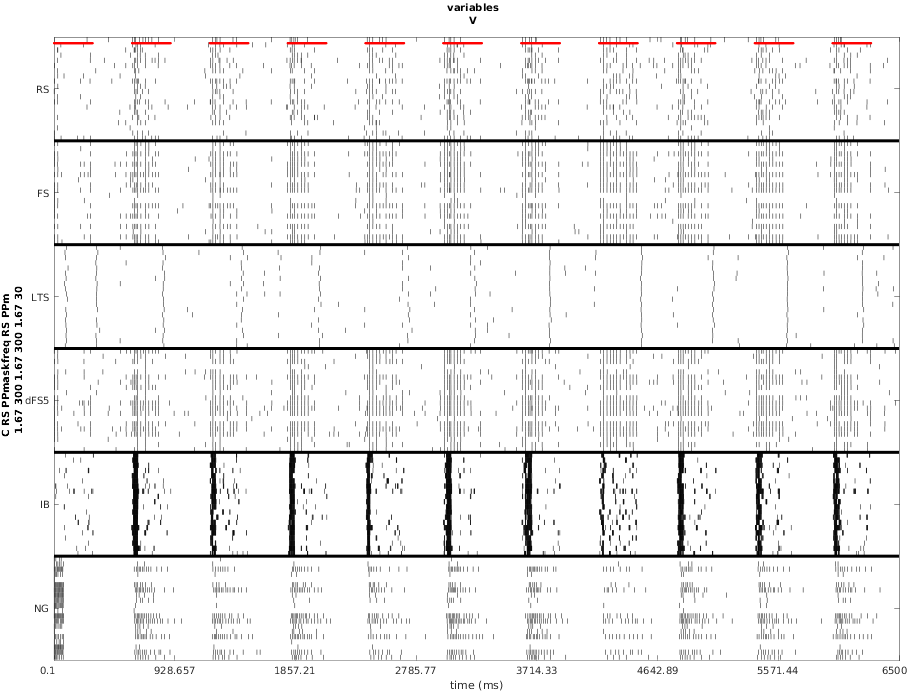 variables
V
RS
FS
LTS
dFS5
IB
NG
C RS PPmaskfreq RS PPm
1.67 300 1.67 300 1.67 30
0.1 928.657 1857.21 2785.77 3714.33 4642.89 5571.44 6500
time (ms)